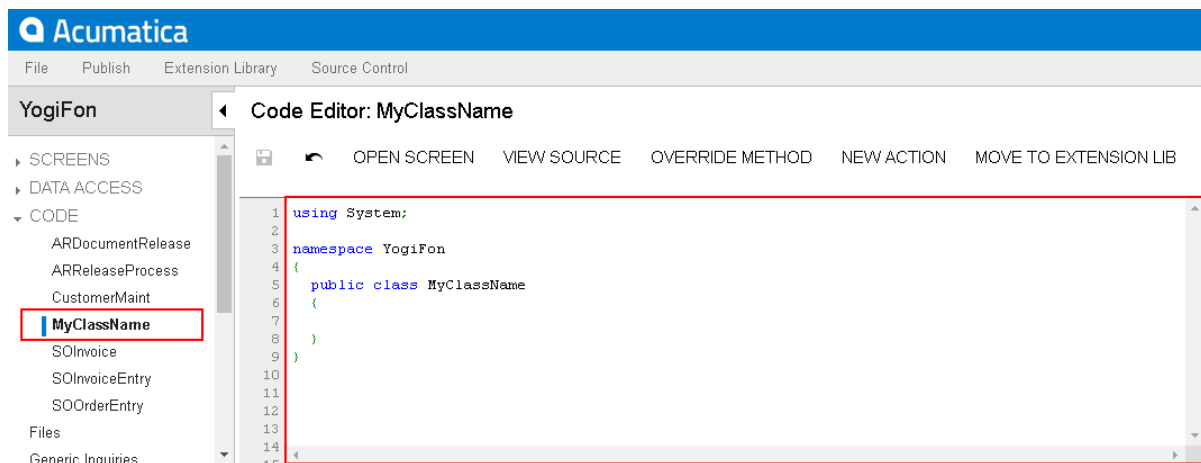 Acumatica
File Publish Extension Library Source Control
YogiFon
Code Editor: MyClassName
SCREENS
DATA ACCESS
CODE
ARDocumentRelease
ARReleaseProcess
CustomerMaint
MyClassName
SOInvoice
SOInvoiceEntry
SOOrderEntry
Files
Generic Inquiries
OPEN SCREEN VIEW SOURCE OVERRIDE METHOD NEW ACTION MOVE TO EXTENSION LIB
1 using System;
2
3 namespace YogiFon
4 {
5 public class MyClassName
6 {
7
8 }
9 }
10
11
12
13
14
15